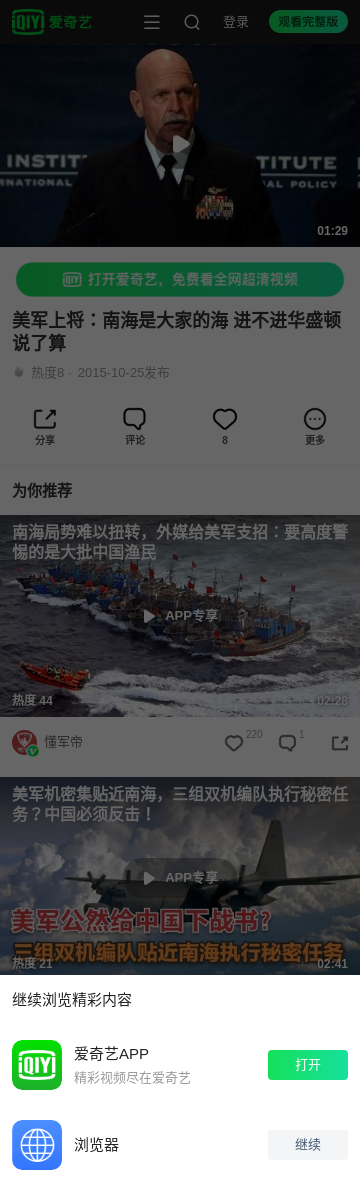 iQIYI 爱奇艺 登录 观看完整版
INSTITUTE
INTERNATIONAL POLICY
01:29
QIY 打开爱奇艺，免费看全网超清视频
美军上将：南海是大家的海 进不进华盛顿
说了算
热度8 · 2015-10-25发布
分享 评论 8 更多
为你推荐
南海局势难以扭转，外媒给美军支招：要高度警
惕的是大批中国渔民
APP专享
热度 44 02:28
懂军帝 220 1
美军机密集贴近南海，三组双机编队执行秘密任
务？中国必须反击！
APP专享
美军公然给中国下战书?
三组双机编队贴近南海执行秘密任务
热度 21 02:41
继续浏览精彩内容
iQIYI 爱奇艺APP
精彩视频尽在爱奇艺
打开
浏览器 继续